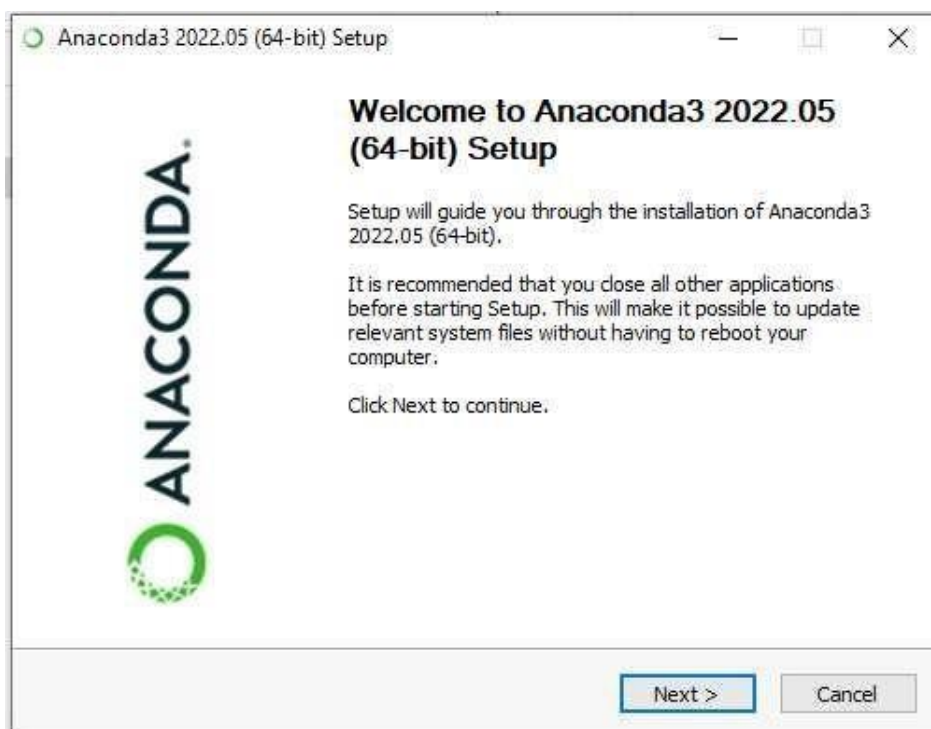 Anaconda3 2022.05 (64-bit) Setup
ANACONDA.
Welcome to Anaconda3 2022.05
(64-bit) Setup
Setup will guide you through the installation of Anaconda3
2022.05 (64-bit).
It is recommended that you close all other applications
before starting Setup. This will make it possible to update
relevant system files without having to reboot your
computer.
Click Next to continue.
Next >
Cancel